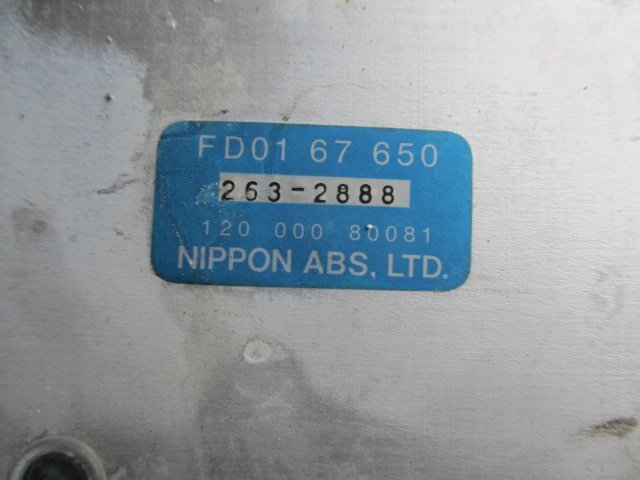 FD01 67 650
263-2888
120 000 80081
NIPPON ABS, LTD.